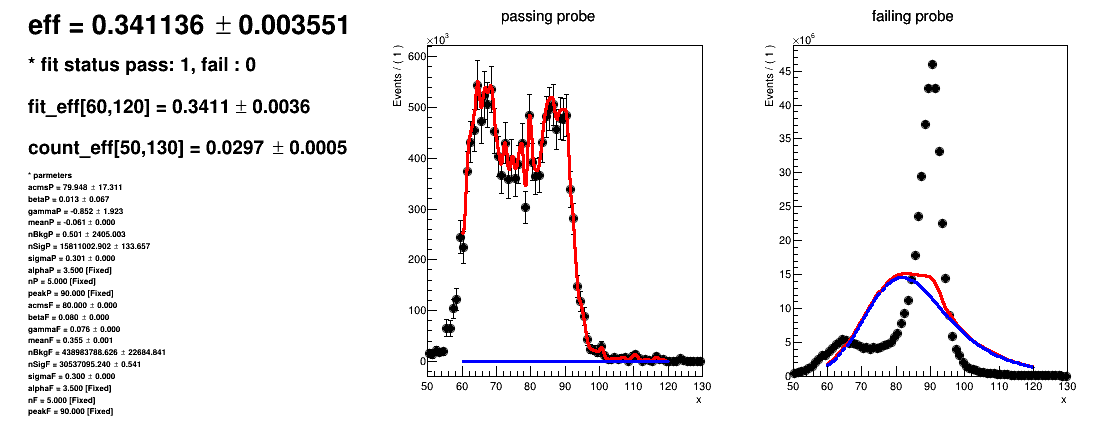 eff = 0.341136 ± 0.003551
* fit status pass: 1, fail : 0
fit_eff[60,120] = 0.3411 ± 0.0036
count_eff[50,130] = 0.0297 ± 0.0005
* parmeters
acmsP = 79.948 ± 17.311
betaP = 0.013 ± 0.067
gammaP = -0.852 ± 1.923
meanP = -0.061 ± 0.000
nBkgP = 0.501 ± 2405.003
nSigP = 15811002.902 ± 133.657
sigmaP = 0.301 ± 0.000
alphaP = 3.500 [Fixed]
nP = 5.000 [Fixed]
peakP = 90.000 [Fixed]
acmsF = 80.000 ± 0.000
betaF = 0.080 ± 0.000
gammaF = 0.076 ± 0.000
meanF = 0.355 ± 0.001
nBkgF = 438983788.626 ± 22684.841
nSigF = 30537095.240 ± 0.541
sigmaF = 0.300 ± 0.000
alphaF = 3.500 [Fixed]
nF = 5.000 [Fixed]
peakF = 90.000 [Fixed]
passing probe
×10³
Events / ( 1 )
600
500
400
300
200
100
0
50 60 70 80 90 100 110 120 130
x
failing probe
×10⁶
Events / ( 1 )
45
40
35
30
25
20
15
10
5
0
50 60 70 80 90 100 110 120 130
x